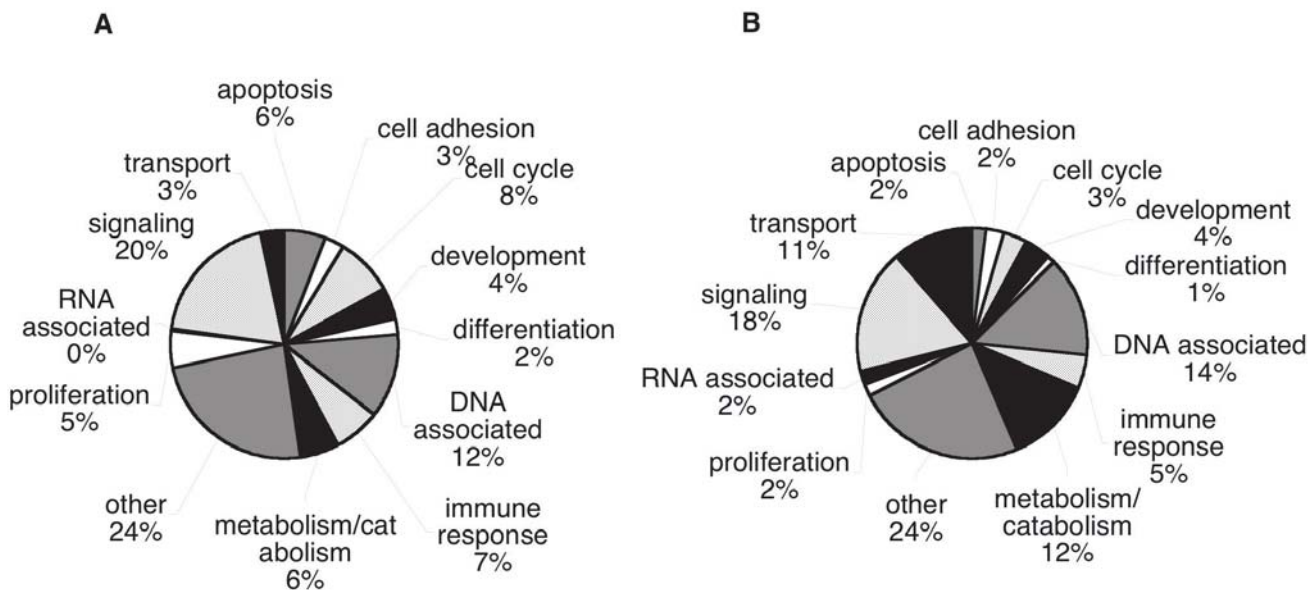 A
apoptosis
6%
cell adhesion
3%
cell cycle
8%
development
4%
differentiation
2%
DNA
associated
12%
immune
response
7%
metabolism/cat
abolism
6%
other
24%
proliferation
5%
RNA
associated
0%
signaling
20%
transport
3%
B
cell adhesion
2%
apoptosis
2%
cell cycle
3%
development
4%
differentiation
1%
DNA associated
14%
immune
response
5%
metabolism/
catabolism
12%
other
24%
proliferation
2%
RNA associated
2%
signaling
18%
transport
11%